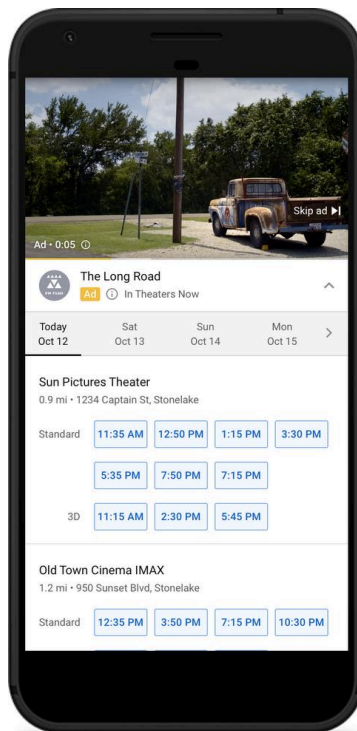 Skip ad
Ad • 0:05
The Long Road
Ad In Theaters Now
Today Sat Sun Mon
Oct 12 Oct 13 Oct 14 Oct 15
Sun Pictures Theater
0.9 mi • 1234 Captain St, Stonelake
Standard 11:35 AM 12:50 PM 1:15 PM 3:30 PM
5:35 PM 7:50 PM 7:15 PM
3D 11:15 AM 2:30 PM 5:45 PM
Old Town Cinema IMAX
1.2 mi • 950 Sunset Blvd, Stonelake
Standard 12:35 PM 3:50 PM 7:15 PM 10:30 PM